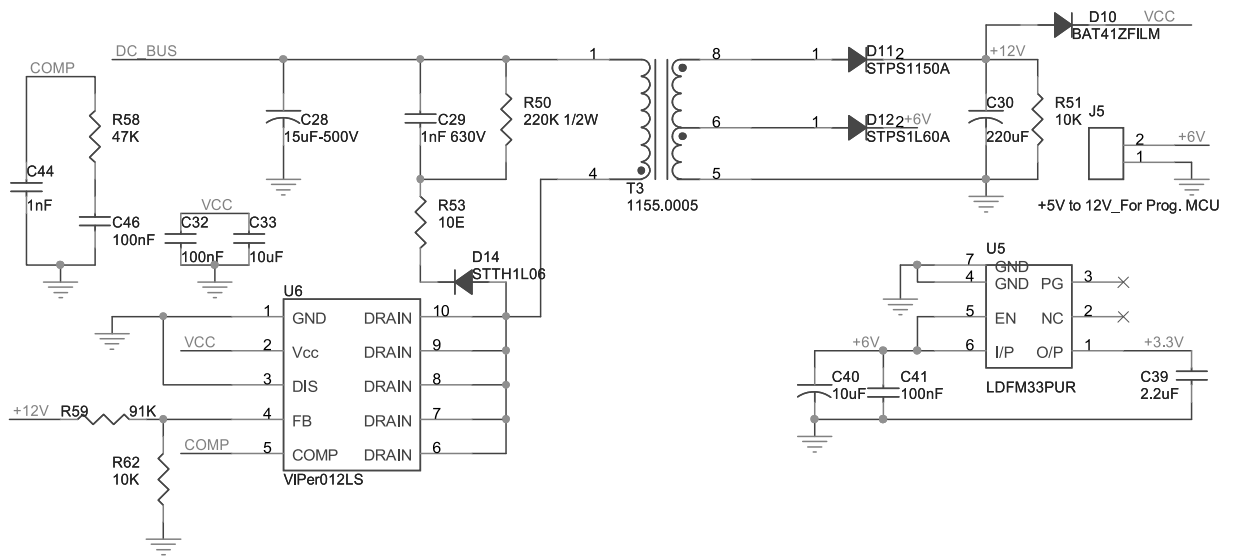 D10
VCC
BAT41ZFILM
DC_BUS
1
8
1
D11
2
+12V
STPS1150A
COMP
R58
47K
C28
15uF-500V
C29
1nF 630V
R50
220K 1/2W
6
1
D12
2
+6V
STPS1L60A
C30
220uF
R51
10K
J5
2
+6V
1
C44
1nF
4
5
T3
1155.0005
+5V to 12V_For Prog. MCU
C46
100nF
VCC
C32
100nF
C33
10uF
R53
10E
D14
STTH1L06
U6
1
GND
DRAIN
10
VCC
2
Vcc
DRAIN
9
3
DIS
DRAIN
8
+12V
R59
91K
4
FB
DRAIN
7
COMP
5
COMP
DRAIN
6
VIPer012LS
R62
10K
U5
7
GND
4
GND
PG
3
5
EN
NC
2
+6V
6
I/P
O/P
1
+3.3V
LDFM33PUR
C40
10uF
C41
100nF
C39
2.2uF